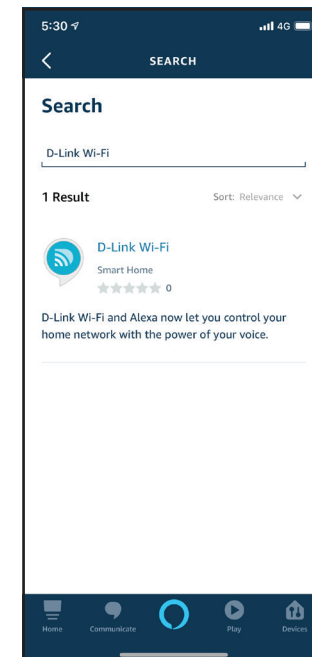 5:30 4G
SEARCH
Search
D-Link Wi-Fi
1 Result Sort: Relevance
D-Link Wi-Fi
Smart Home
0
D-Link Wi-Fi and Alexa now let you control your
home network with the power of your voice.
Home Communicate Play Devices